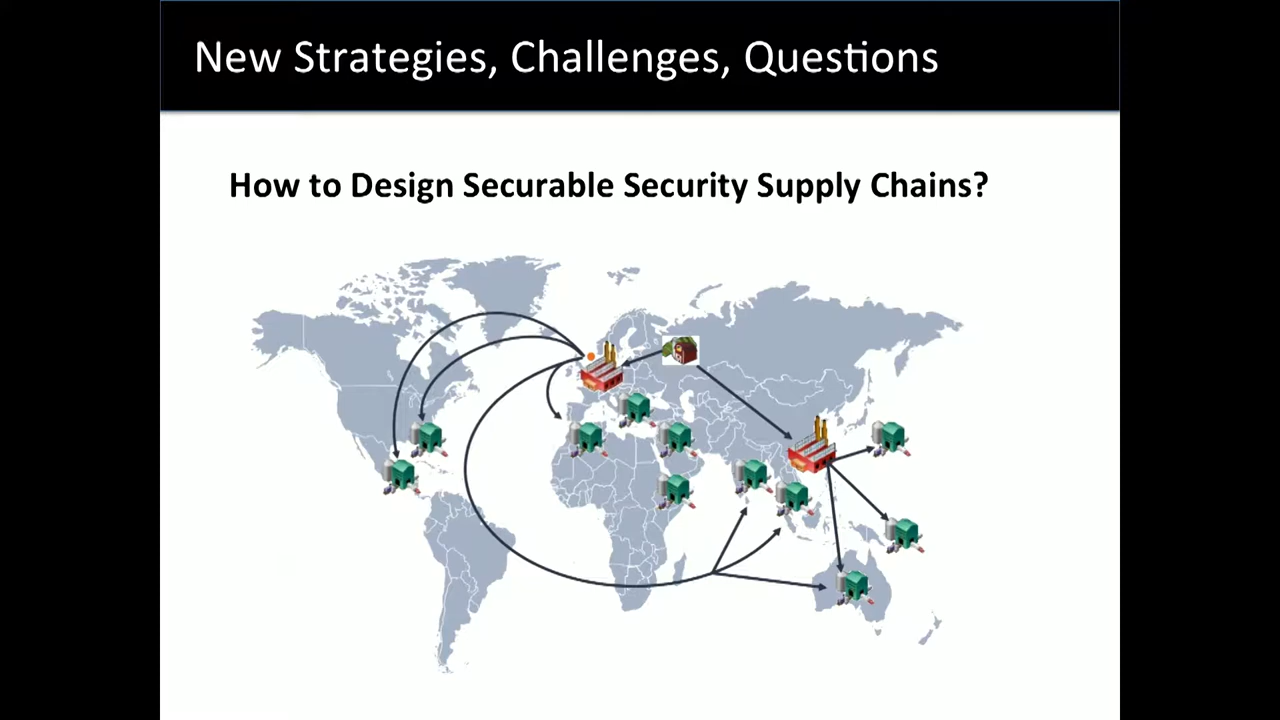 New Strategies, Challenges, Questions
How to Design Securable Security Supply Chains?